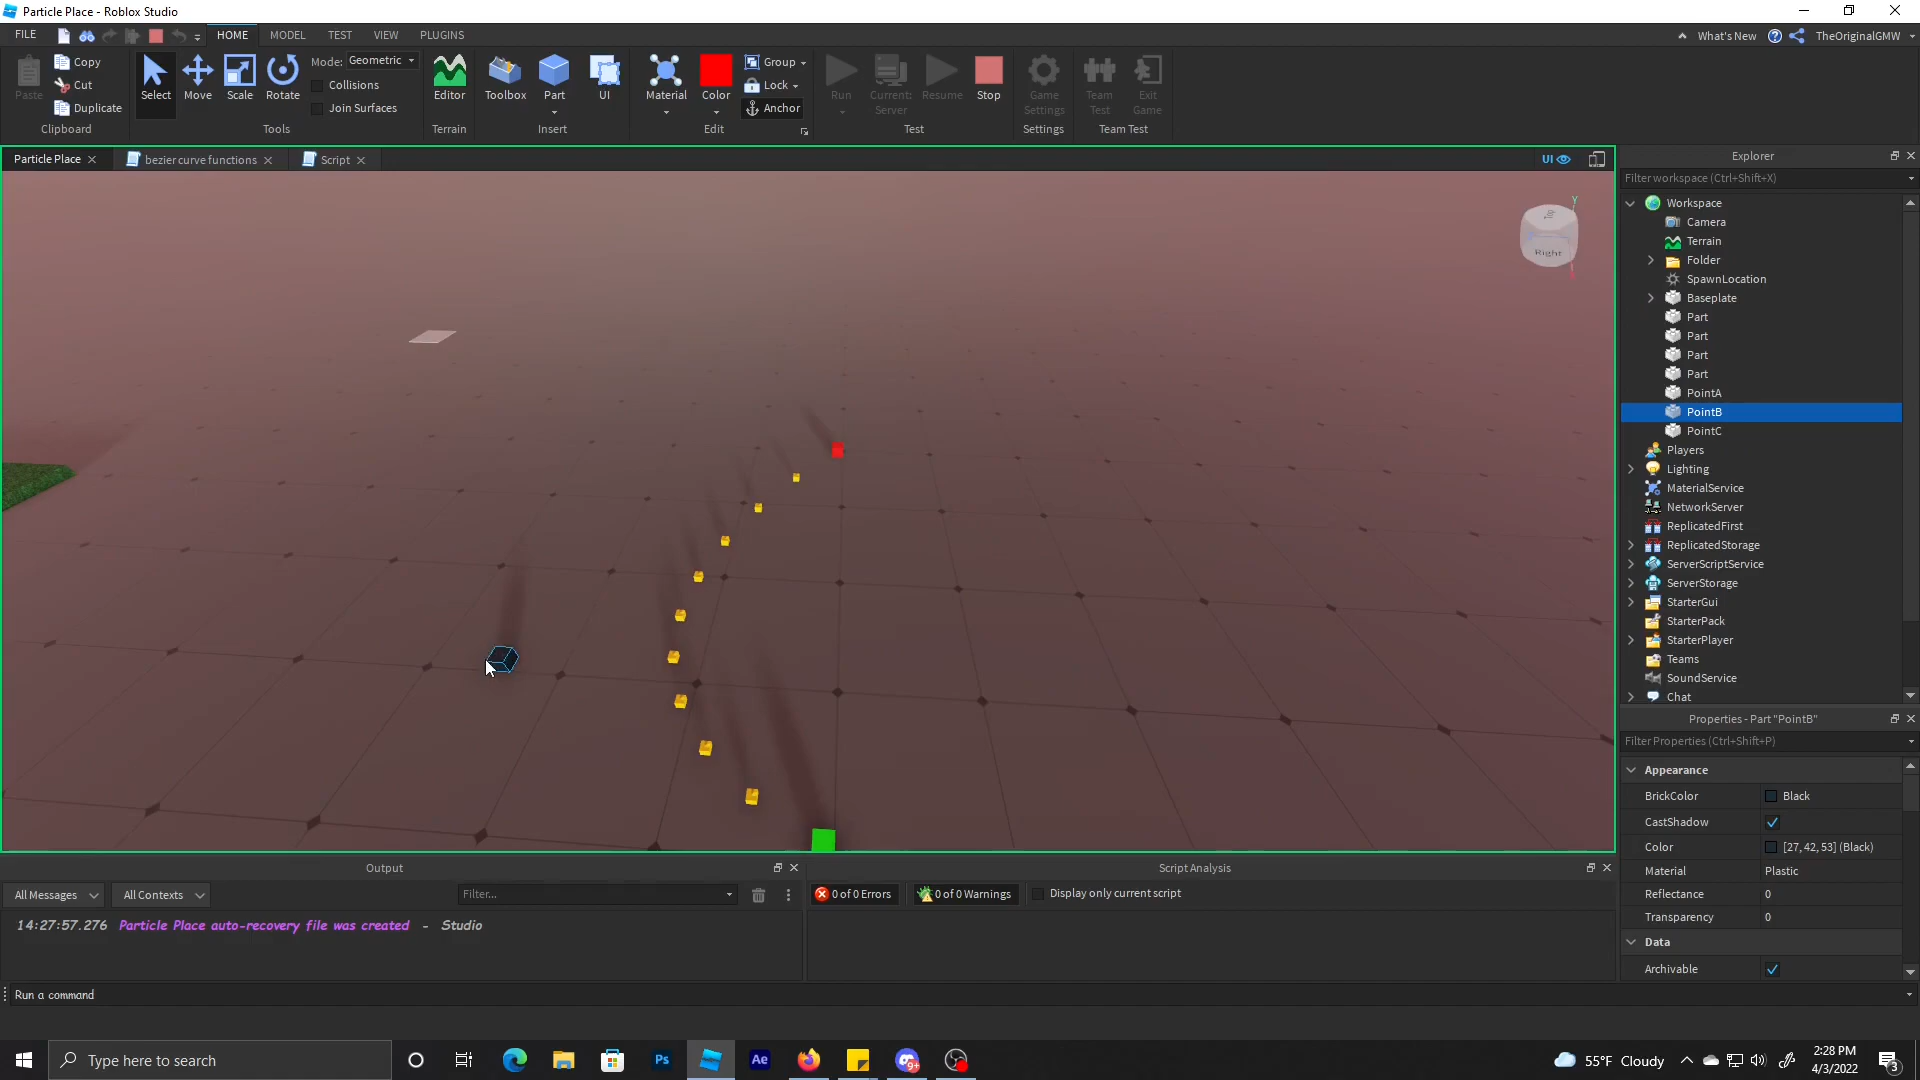 Particle Place - Roblox Studio
FILE
HOME
MODEL
TEST
VIEW
PLUGINS
What's New
TheOriginalGMW
Paste
Copy
Cut
Duplicate
Clipboard
Select
Move
Scale
Rotate
Mode: Geometric
Collisions
Join Surfaces
Tools
Editor
Terrain
Toolbox
Part
UI
Insert
Material
Color
Group
Lock
Anchor
Edit
Run
Current: Server
Resume
Stop
Test
Game Settings
Settings
Team Test
Exit Game
Team Test
Particle Place
bezier curve functions
Script
UI
Y
Right
Explorer
Filter workspace (Ctrl+Shift+X)
Workspace
Camera
Terrain
Folder
SpawnLocation
Baseplate
Part
Part
Part
Part
PointA
PointB
PointC
Players
Lighting
MaterialService
NetworkServer
ReplicatedFirst
ReplicatedStorage
ServerScriptService
ServerStorage
StarterGui
StarterPack
StarterPlayer
Teams
SoundService
Chat
Properties - Part "PointB"
Filter Properties (Ctrl+Shift+P)
Appearance
BrickColor Black
CastShadow
Color [27, 42, 53] (Black)
Material Plastic
Reflectance 0
Transparency 0
Data
Archivable
Output
All Messages
All Contexts
Filter...
14:27:57.276 Particle Place auto-recovery file was created - Studio
Script Analysis
0 of 0 Errors
0 of 0 Warnings
Display only current script
Run a command
Type here to search
Ps
Ae
9+
55°F Cloudy
2:28 PM
4/3/2022
3